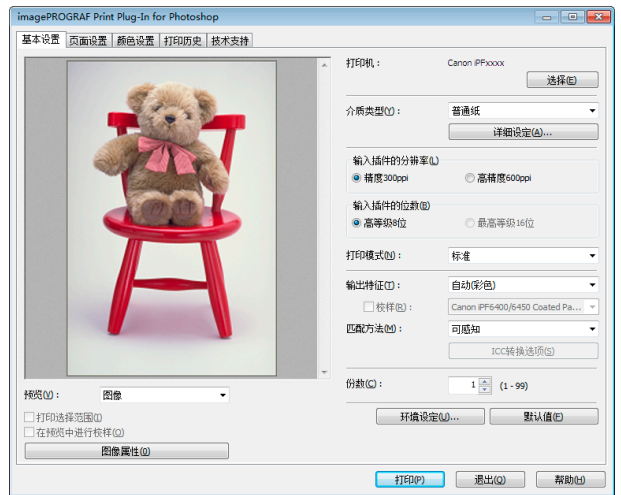 imagePROGRAF Print Plug-In for Photoshop
基本设置 页面设置 颜色设置 打印历史 技术支持
打印机： Canon iPFxxxx
选择(E)
介质类型(Y)： 普通纸
详细设定(A)...
输入插件的分辨率(L)
精度300ppi 高精度600ppi
输入插件的位数(B)
高等级8位 最高等级16位
打印模式(N)： 标准
输出特征(T)： 自动(彩色)
校样(R)： Canon iPF6400/6450 Coated Pa...
匹配方法(M)： 可感知
ICC转换选项(S)
份数(C)： 1 (1 - 99)
环境设定(U)... 默认值(F)
预览(V)： 图像
打印选择范围(I)
在预览中进行校样(O)
图像属性(0)
打印(P) 退出(Q) 帮助(H)